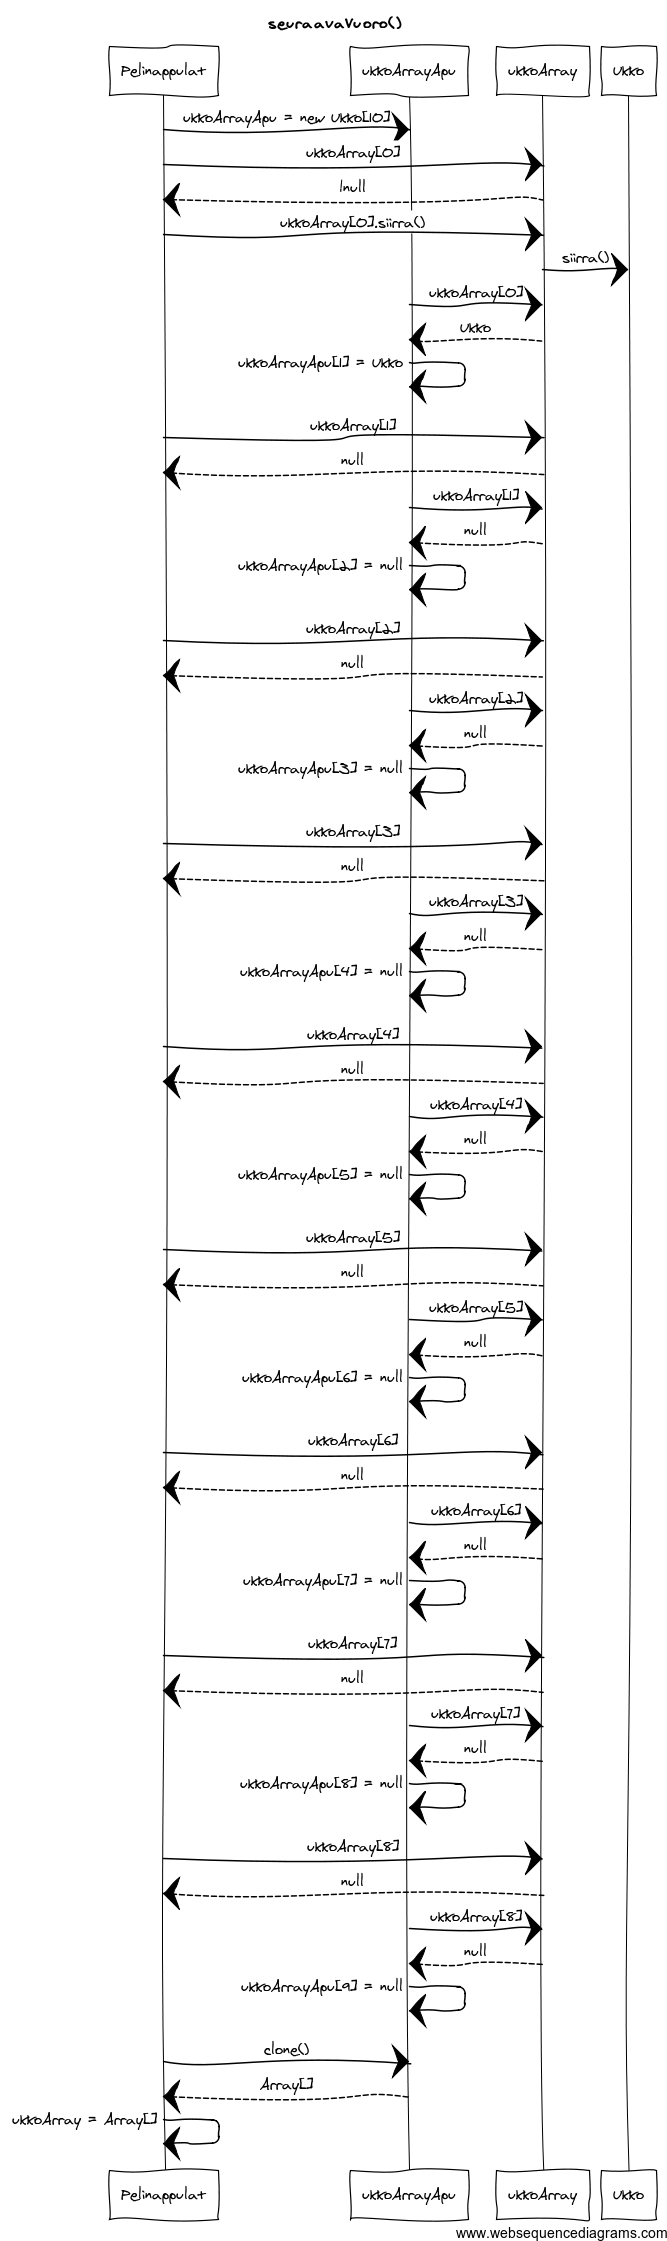 seuraavaVuoro()
Pelinappulat
ukkoArrayApu
ukkoArray
Ukko
ukkoArrayApu = new Ukko[10]
ukkoArray[0]
!null
ukkoArray[0].siirra()
siirra()
ukkoArray[0]
Ukko
ukkoArrayApu[1] = Ukko
ukkoArray[1]
null
ukkoArray[1]
null
ukkoArrayApu[2] = null
ukkoArray[2]
null
ukkoArray[2]
null
ukkoArrayApu[3] = null
ukkoArray[3]
null
ukkoArray[3]
null
ukkoArrayApu[4] = null
ukkoArray[4]
null
ukkoArray[4]
null
ukkoArrayApu[5] = null
ukkoArray[5]
null
ukkoArray[5]
null
ukkoArrayApu[6] = null
ukkoArray[6]
null
ukkoArray[6]
null
ukkoArrayApu[7] = null
ukkoArray[7]
null
ukkoArray[7]
null
ukkoArrayApu[8] = null
ukkoArray[8]
null
ukkoArray[8]
null
ukkoArrayApu[9] = null
clone()
Array[]
ukkoArray = Array[]
Pelinappulat
ukkoArrayApu
ukkoArray
Ukko
www.websequencediagrams.com